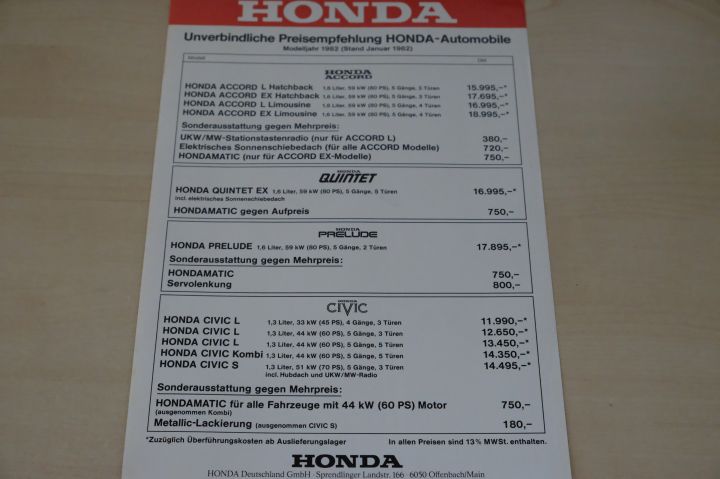 HONDA
Unverbindliche Preisempfehlung HONDA-Automobile
Modelljahr 1982 (Stand Januar 1982)
Modell DM
HONDA
ACCORD
HONDA ACCORD L Hatchback 1,6 Liter, 59 kW (80 PS), 5 Gänge, 3 Türen 15.995,-*
HONDA ACCORD EX Hatchback 1,6 Liter, 59 kW (80 PS), 5 Gänge, 3 Türen 17.695,-*
HONDA ACCORD L Limousine 1,6 Liter, 59 kW (80 PS), 5 Gänge, 4 Türen 16.995,-*
HONDA ACCORD EX Limousine 1,6 Liter, 59 kW (80 PS), 5 Gänge, 4 Türen 18.995,-*
Sonderausstattung gegen Mehrpreis:
UKW/MW-Stationstastenradio (nur für ACCORD L) 380,-
Elektrisches Sonnenschiebedach (für alle ACCORD Modelle) 720,-
HONDAMATIC (nur für ACCORD EX-Modelle) 750,-
HONDA
QUINTET
HONDA QUINTET EX 1,6 Liter, 59 kW (80 PS), 5 Gänge, 5 Türen 16.995,-*
incl. elektrisches Sonnenschiebedach
HONDAMATIC gegen Aufpreis 750,-
HONDA
PRELUDE
HONDA PRELUDE 1,6 Liter, 59 kW (80 PS), 5 Gänge, 2 Türen 17.895,-*
Sonderausstattung gegen Mehrpreis:
HONDAMATIC 750,-
Servolenkung 800,-
HONDA
CIVIC
HONDA CIVIC L 1,3 Liter, 33 kW (45 PS), 4 Gänge, 3 Türen 11.990,-*
HONDA CIVIC L 1,3 Liter, 44 kW (60 PS), 5 Gänge, 3 Türen 12.650,-*
HONDA CIVIC L 1,3 Liter, 44 kW (60 PS), 5 Gänge, 5 Türen 13.450,-*
HONDA CIVIC Kombi 1,3 Liter, 44 kW (60 PS), 5 Gänge, 5 Türen 14.350,-*
HONDA CIVIC S 1,3 Liter, 51 kW (70 PS), 5 Gänge, 3 Türen 14.495,-*
incl. Hubdach und UKW/MW-Radio
Sonderausstattung gegen Mehrpreis:
HONDAMATIC für alle Fahrzeuge mit 44 kW (60 PS) Motor 750,-
(ausgenommen Kombi)
Metallic-Lackierung (ausgenommen CIVIC S) 180,-
*Zuzüglich Überführungskosten ab Auslieferungslager In allen Preisen sind 13% MWSt. enthalten.
HONDA
HONDA Deutschland GmbH · Sprendlinger Landstr. 166 · 6050 Offenbach/Main